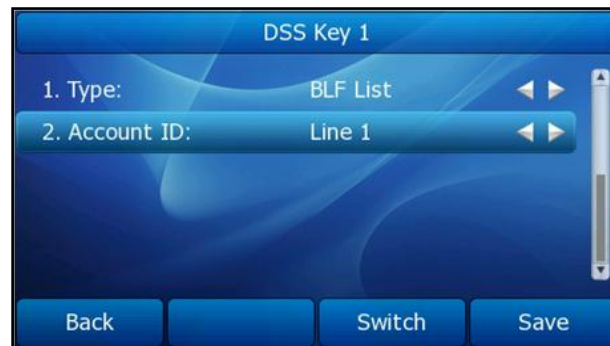 DSS Key 1
1. Type: BLF List
2. Account ID: Line 1
Back Switch Save